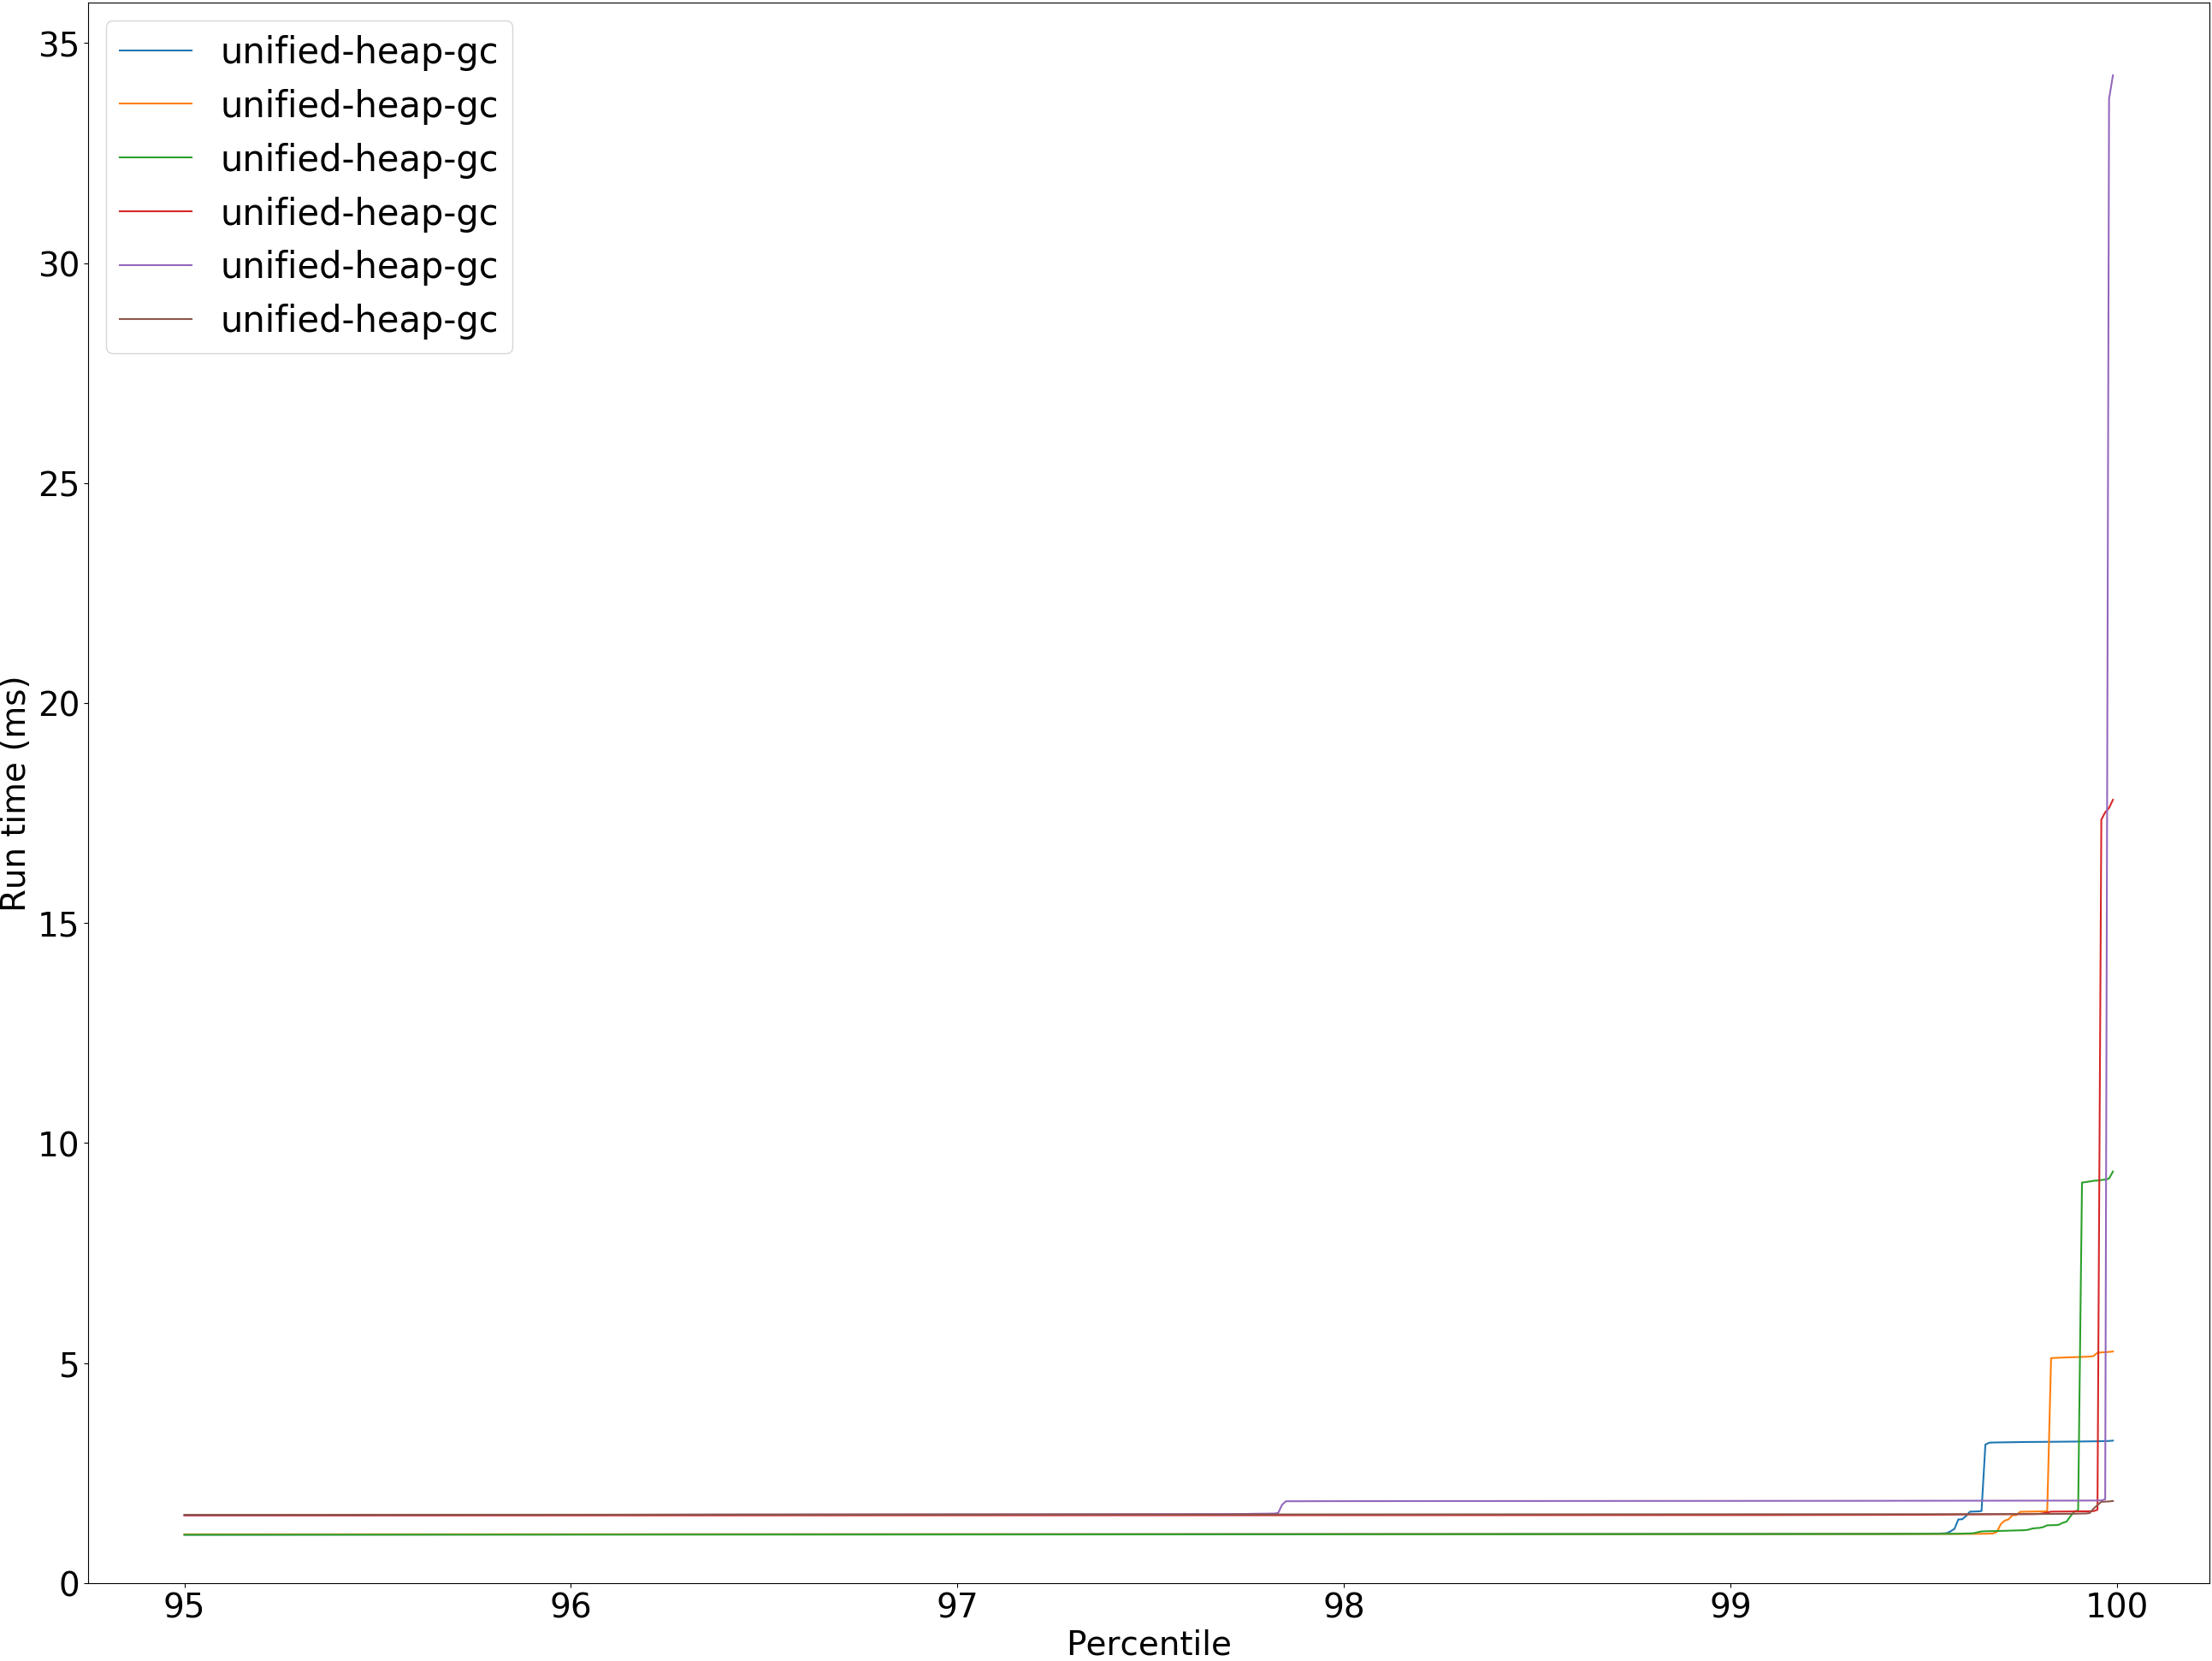 unified-heap-gc
unified-heap-gc
unified-heap-gc
unified-heap-gc
unified-heap-gc
unified-heap-gc
35
30
25
20
15
10
5
0
Run time (ms)
95 96 97 98 99 100
Percentile